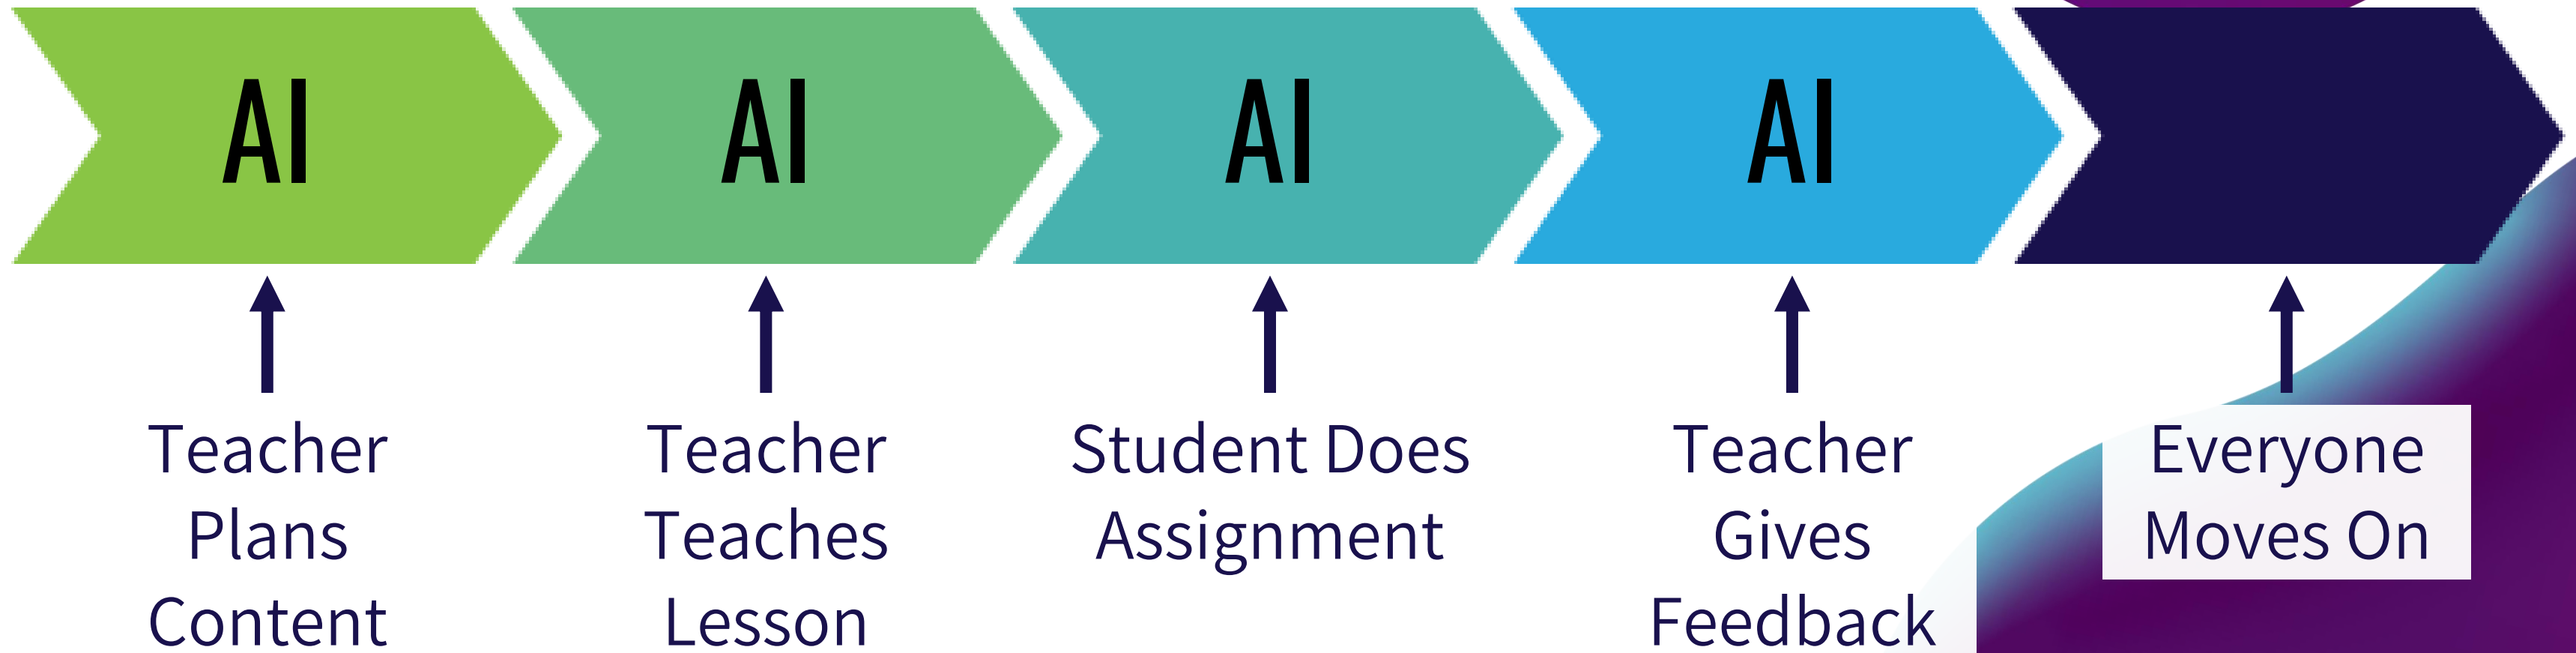 AI
AI
AI
AI
Teacher
Plans
Content
Teacher
Teaches
Lesson
Student Does
Assignment
Teacher
Gives
Feedback
Everyone
Moves On